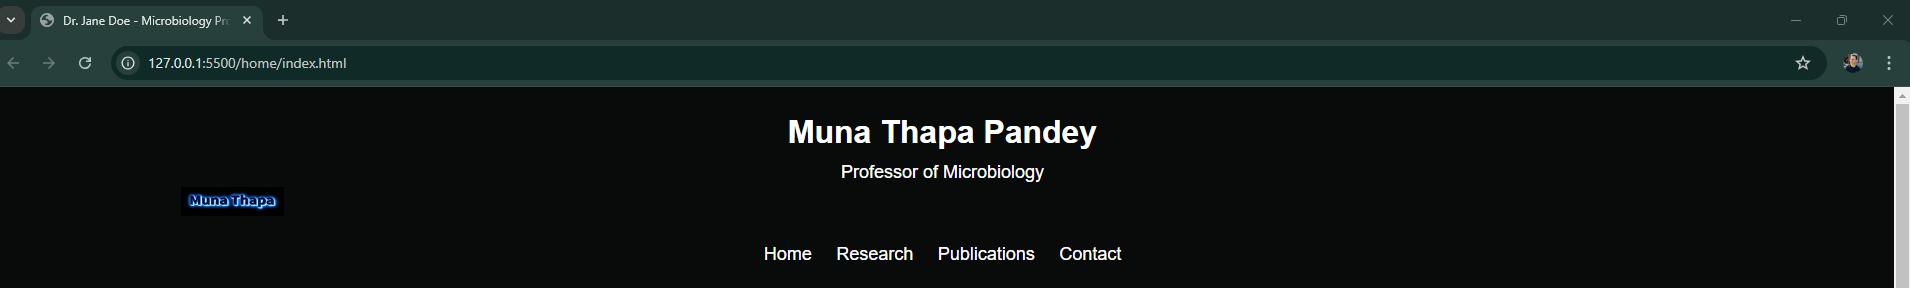 Dr. Jane Doe - Microbiology Pr
127.0.0.1:5500/home/index.html
Muna Thapa Pandey
Professor of Microbiology
Muna Thapa
Home Research Publications Contact